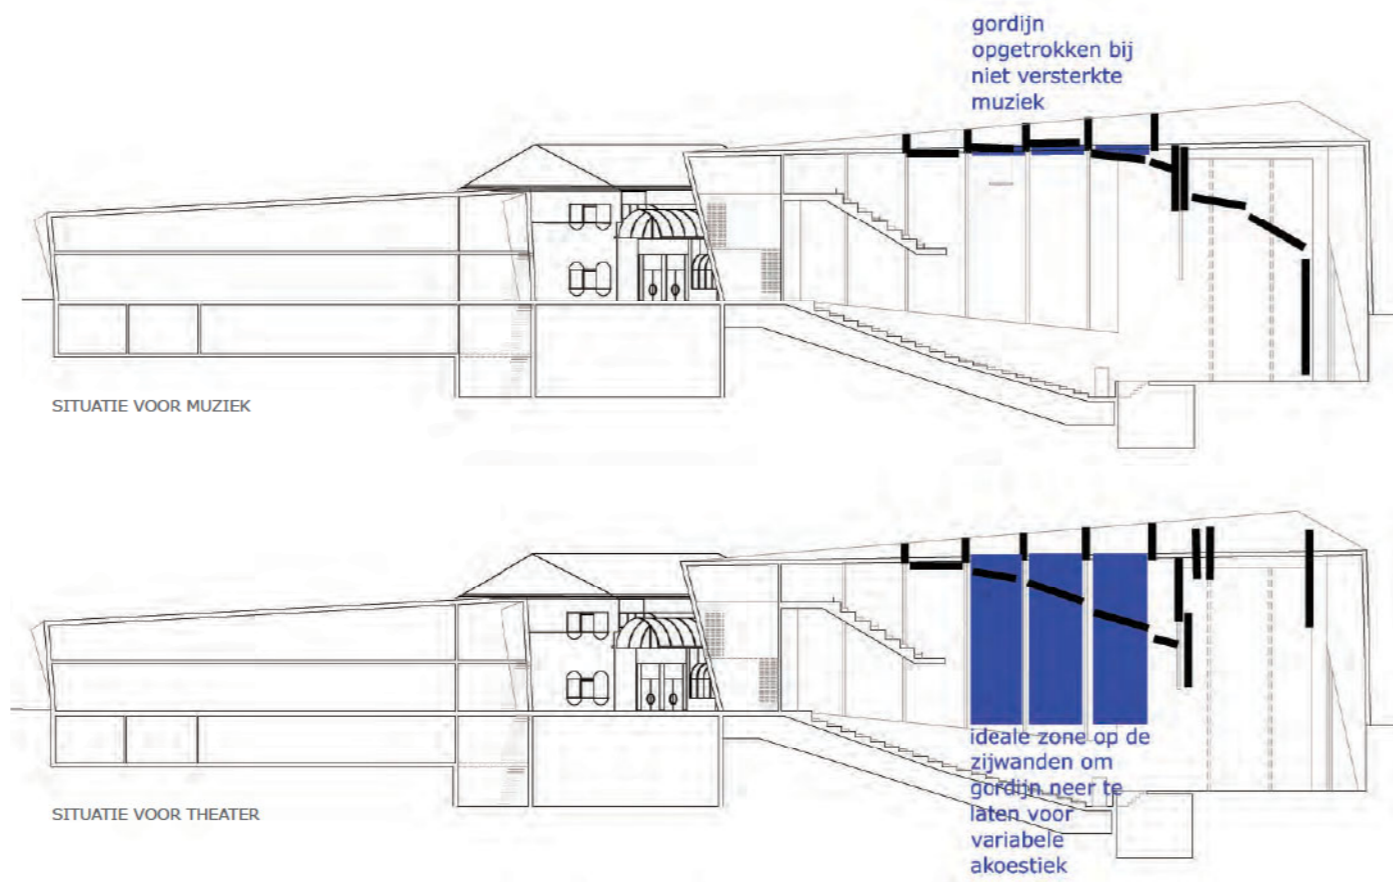 gordijn
opgetrokken bij
niet versterkte
muziek
SITUATIE VOOR MUZIEK
ideale zone op de
zijwanden om
gordijn neer te
laten voor
variabele
akoestiek
SITUATIE VOOR THEATER